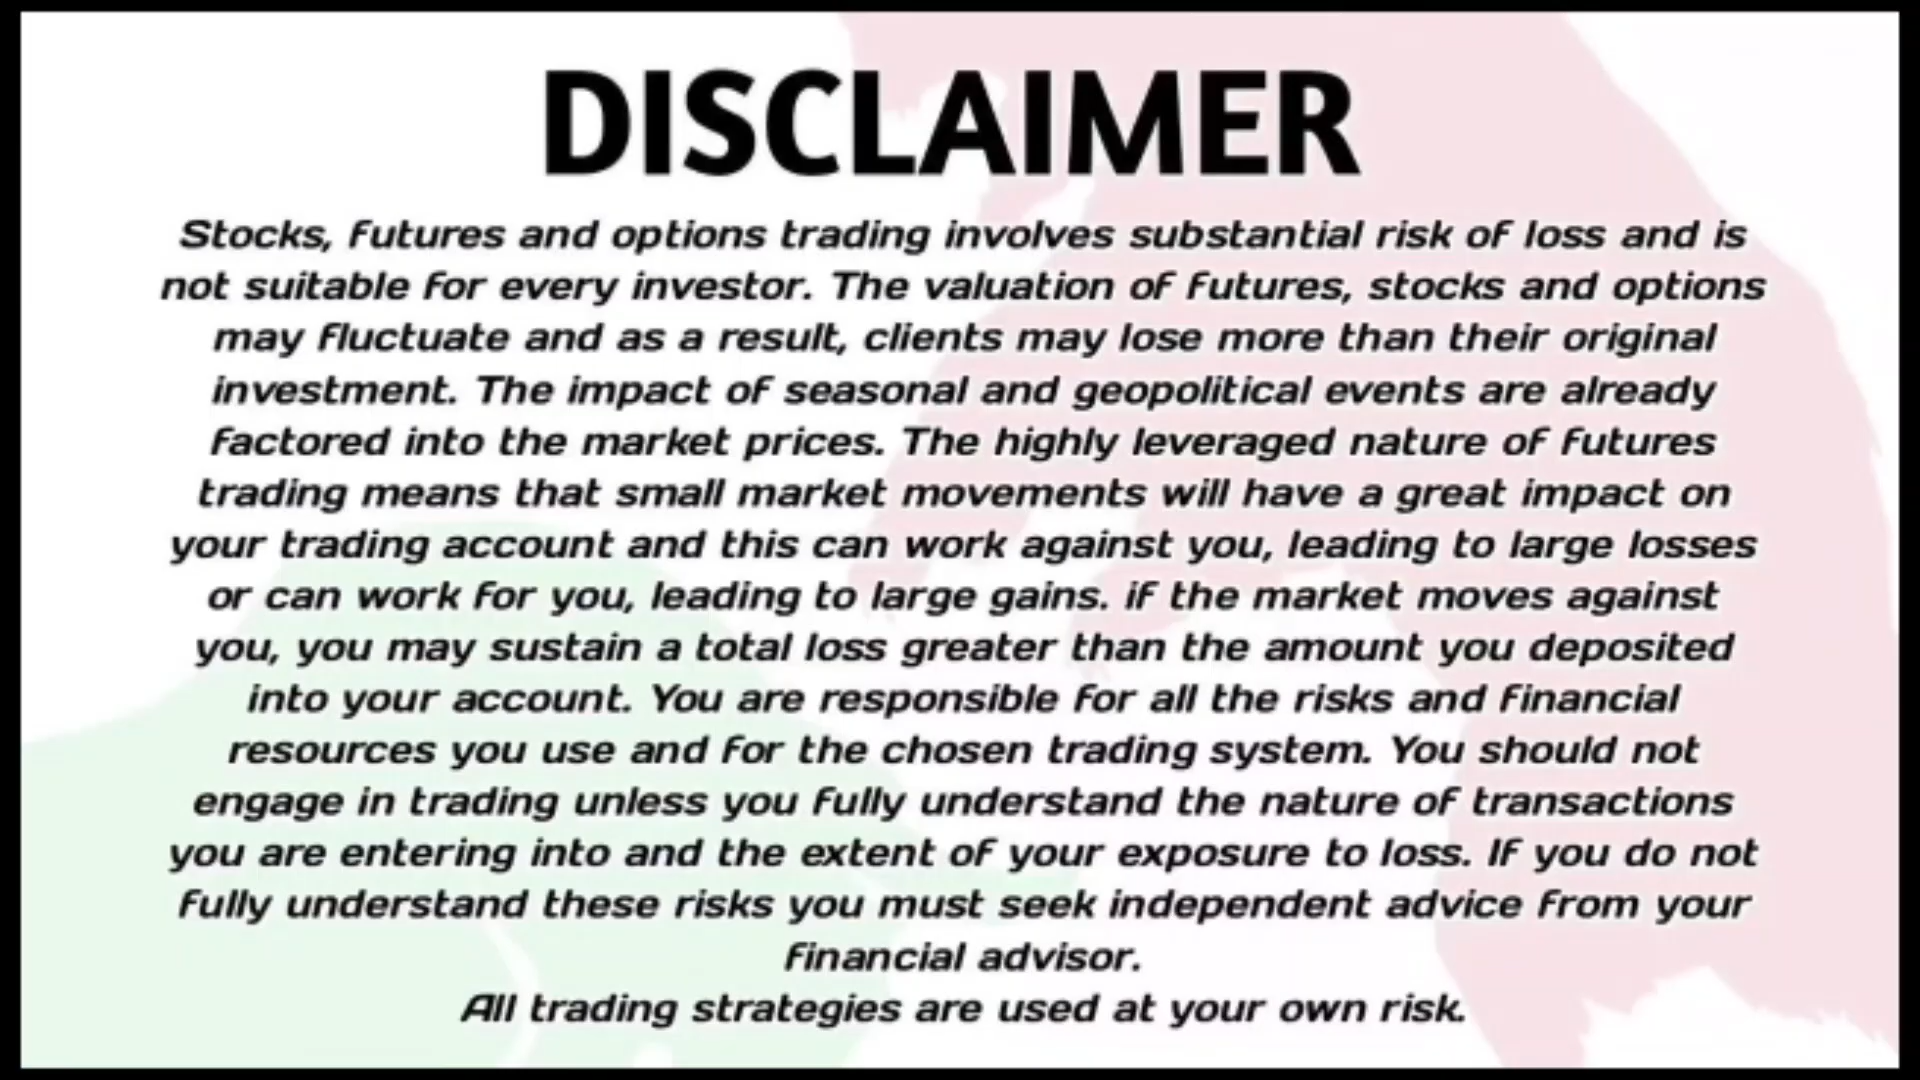 DISCLAIMER
Stocks, futures and options trading involves substantial risk of loss and is
not suitable for every investor. The valuation of futures, stocks and options
may fluctuate and as a result, clients may lose more than their original
investment. The impact of seasonal and geopolitical events are already
factored into the market prices. The highly leveraged nature of futures
trading means that small market movements will have a great impact on
your trading account and this can work against you, leading to large losses
or can work for you, leading to large gains. if the market moves against
you, you may sustain a total loss greater than the amount you deposited
into your account. You are responsible for all the risks and financial
resources you use and for the chosen trading system. You should not
engage in trading unless you fully understand the nature of transactions
you are entering into and the extent of your exposure to loss. If you do not
fully understand these risks you must seek independent advice from your
financial advisor.
All trading strategies are used at your own risk.